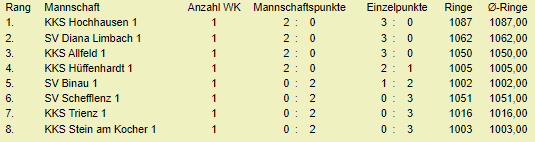 Rang Mannschaft Anzahl WK Mannschaftspunkte Einzelpunkte Ringe Ø-Ringe
1. KKS Hochhausen 1 1 2 : 0 3 : 0 1087 1087,00
2. SV Diana Limbach 1 1 2 : 0 3 : 0 1062 1062,00
3. KKS Allfeld 1 1 2 : 0 3 : 0 1050 1050,00
4. KKS Hüffenhardt 1 1 2 : 0 2 : 1 1005 1005,00
5. SV Binau 1 1 0 : 2 1 : 2 1002 1002,00
6. SV Schefflenz 1 1 0 : 2 0 : 3 1051 1051,00
7. KKS Trienz 1 1 0 : 2 0 : 3 1016 1016,00
8. KKS Stein am Kocher 1 1 0 : 2 0 : 3 1003 1003,00